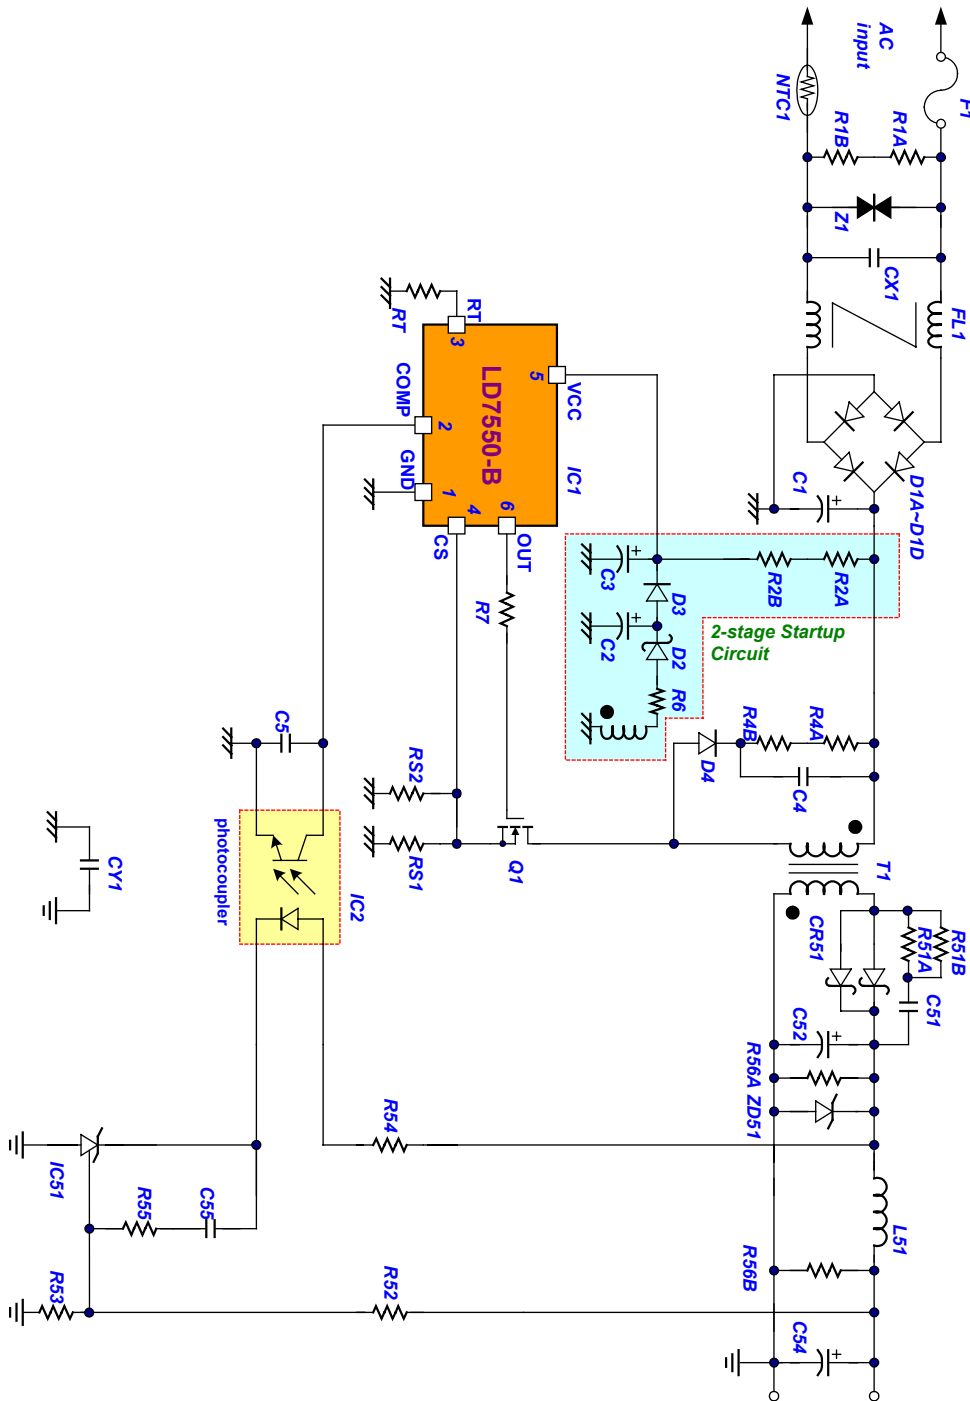 AC
input
F1
NTC1
R1B
R1A
Z1
CX1
FL1
RT
RT
3
COMP
2
GND
1
4
CS
LD7550-B
5
VCC
IC1
6
OUT
R7
D1A~D1D
C1
+
C3
+
D3
R2B
R2A
C2
+
D2
R6
2-stage Startup
Circuit
R4B
R4A
D4
C4
C5
RS2
RS1
Q1
T1
photocoupler
IC2
CY1
CR51
R51A
R51B
C51
C52
+
R56A
ZD51
R54
IC51
R55
C55
L51
R56B
R53
R52
C54
+